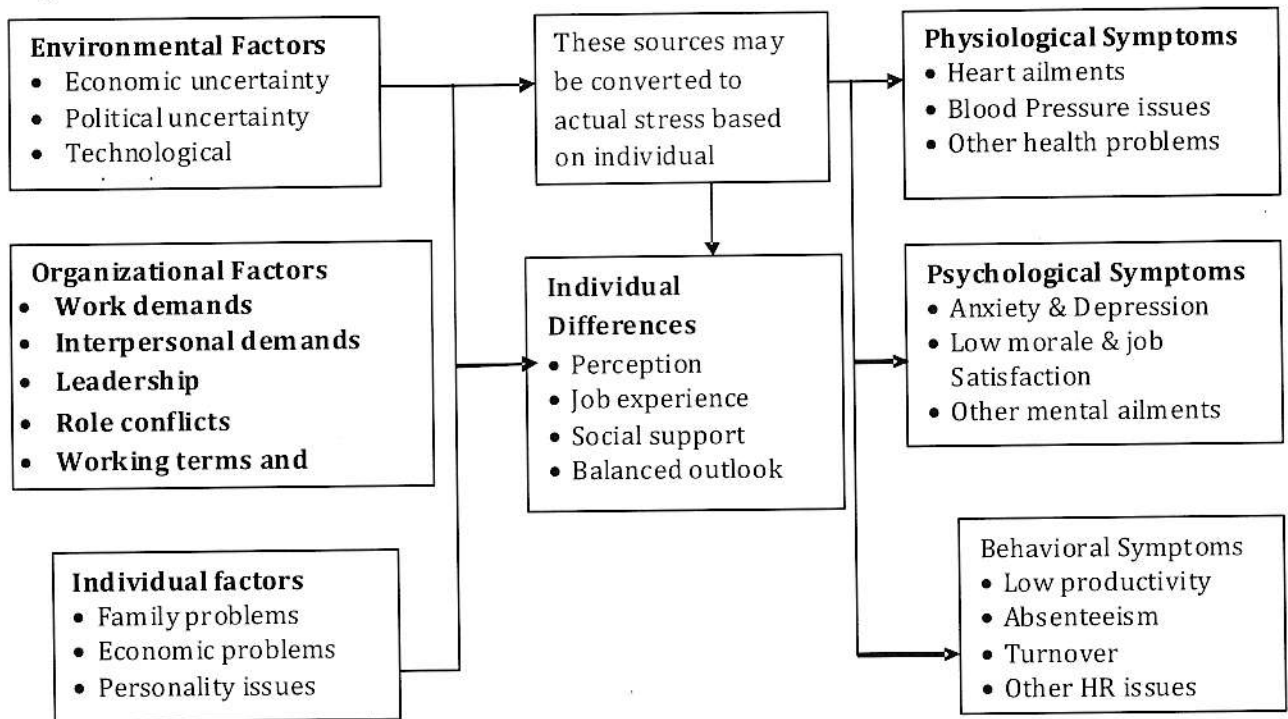 Environmental Factors
• Economic uncertainty
• Political uncertainty
• Technological
Organizational Factors
• Work demands
• Interpersonal demands
• Leadership
• Role conflicts
• Working terms and
Individual factors
• Family problems
• Economic problems
• Personality issues
These sources may
be converted to
actual stress based
on individual
Individual
Differences
• Perception
• Job experience
• Social support
• Balanced outlook
Physiological Symptoms
• Heart ailments
• Blood Pressure issues
• Other health problems
Psychological Symptoms
• Anxiety & Depression
• Low morale & job
Satisfaction
• Other mental ailments
Behavioral Symptoms
• Low productivity
• Absenteeism
• Turnover
• Other HR issues